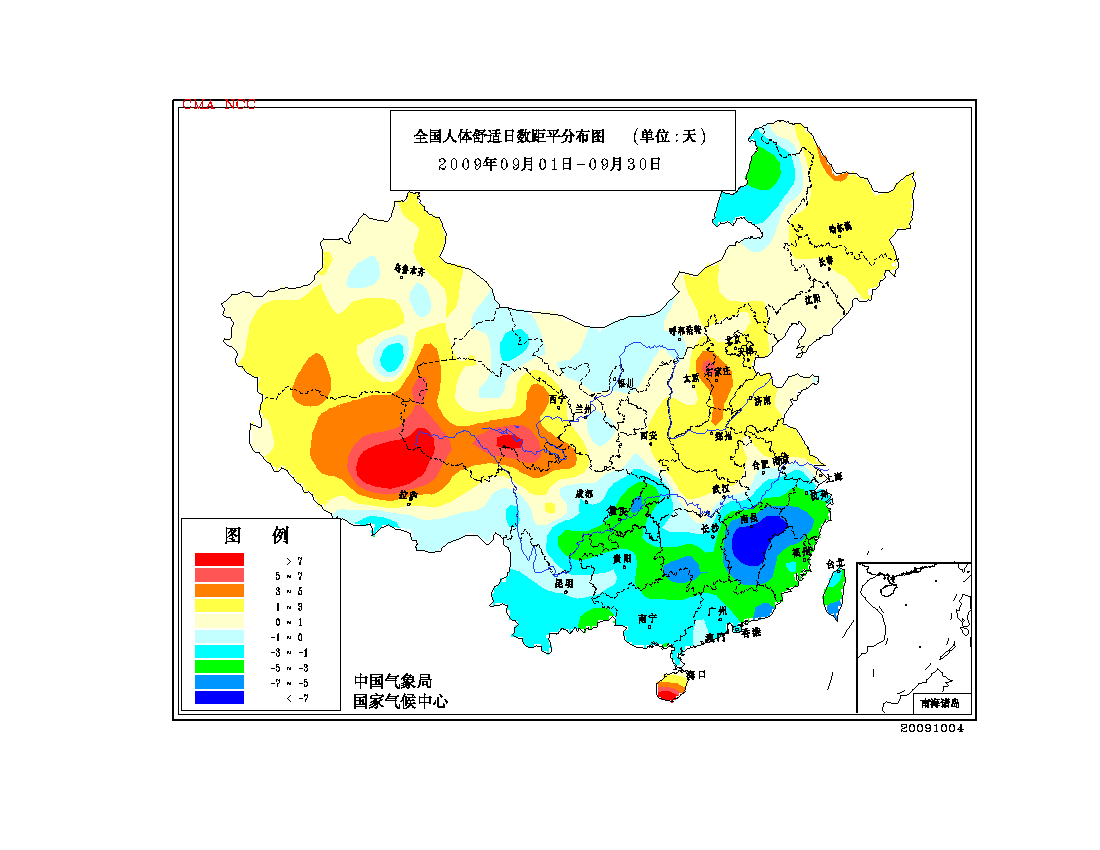 CMA NCC
全国人体舒适日数距平分布图 (单位:天)
2009年09月01日-09月30日
哈尔滨
长春
乌鲁木齐
沈阳
呼和浩特
北京
天津
石家庄
太原
银川
西宁
济南
兰州
郑州
西安
合肥 南京
上海
成都
武汉
杭州
拉萨
重庆
南昌
长沙
福州
贵阳
台北
昆明
南宁
广州
香港
澳门
海口
图 例
> 7
5 ~ 7
3 ~ 5
1 ~ 3
0 ~ 1
-1 ~ 0
-3 ~ -1
-5 ~ -3
-7 ~ -5
< -7
中国气象局
国家气候中心
南海诸岛
20091004